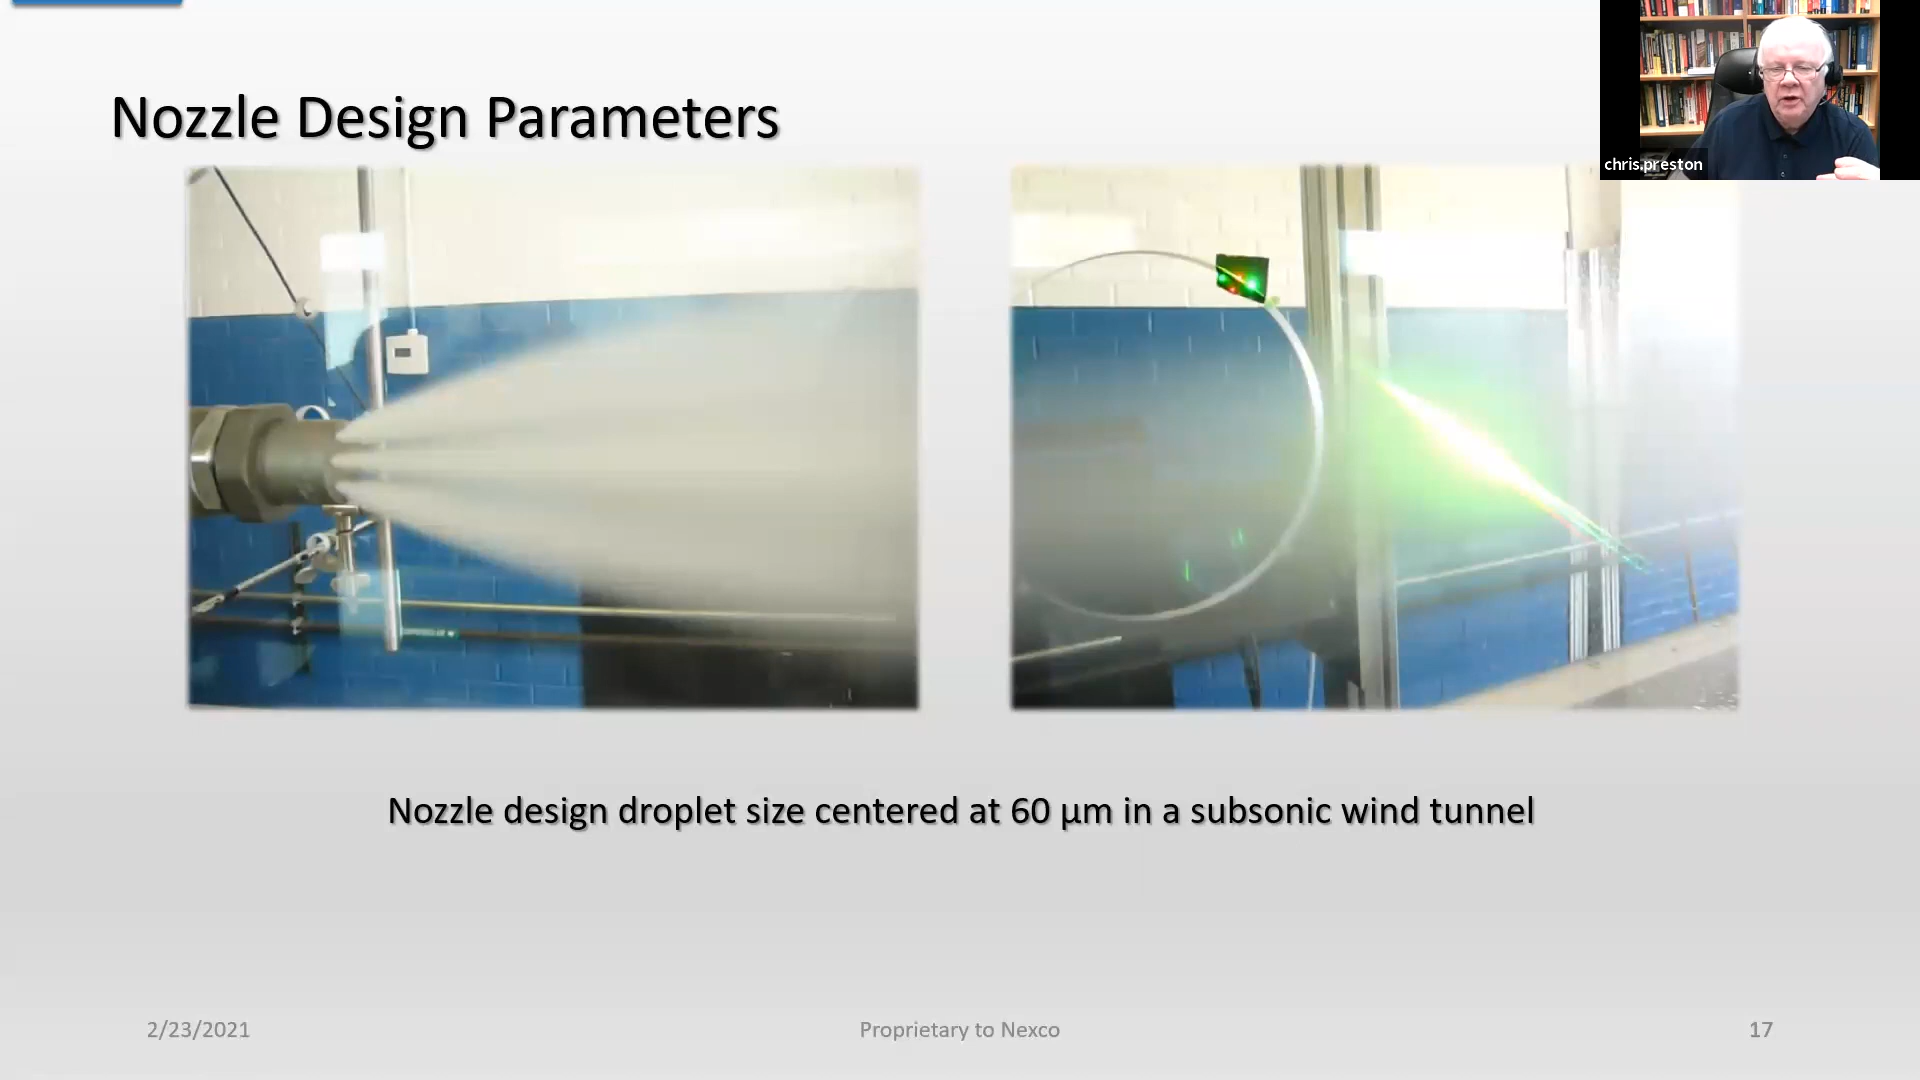 Nozzle Design Parameters
chris.preston
Nozzle design droplet size centered at 60 µm in a subsonic wind tunnel
2/23/2021
Proprietary to Nexco
17